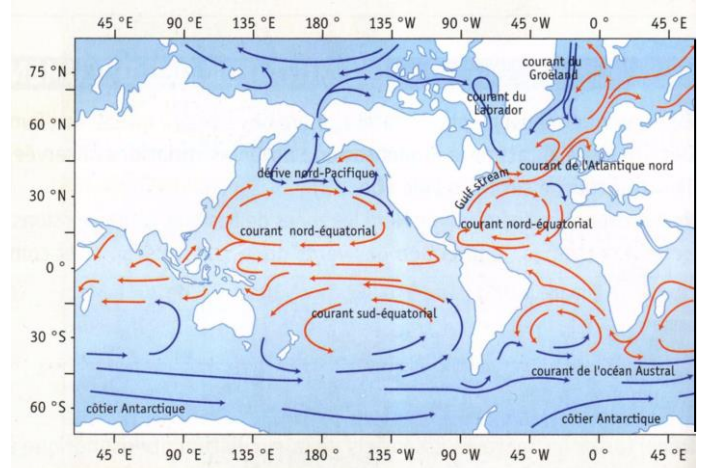 45 °E 90 °E 135 °E 180 ° 135 °W 90 °W 45 °W 0 ° 45 °E
75 °N
60 °N
30 °N
0 °
30 °S
60 °S
courant du
Groëland
courant du
Labrador
dérive nord-Pacifique
courant de l'Atlantique nord
Gulf stream
courant nord-équatorial
courant nord-équatorial
courant sud-équatorial
courant de l'océan Austral
côtier Antarctique
côtier Antarctique
45 °E 90 °E 135 °E 180 ° 135 °W 90 °W 45 °W 0 ° 45 °E